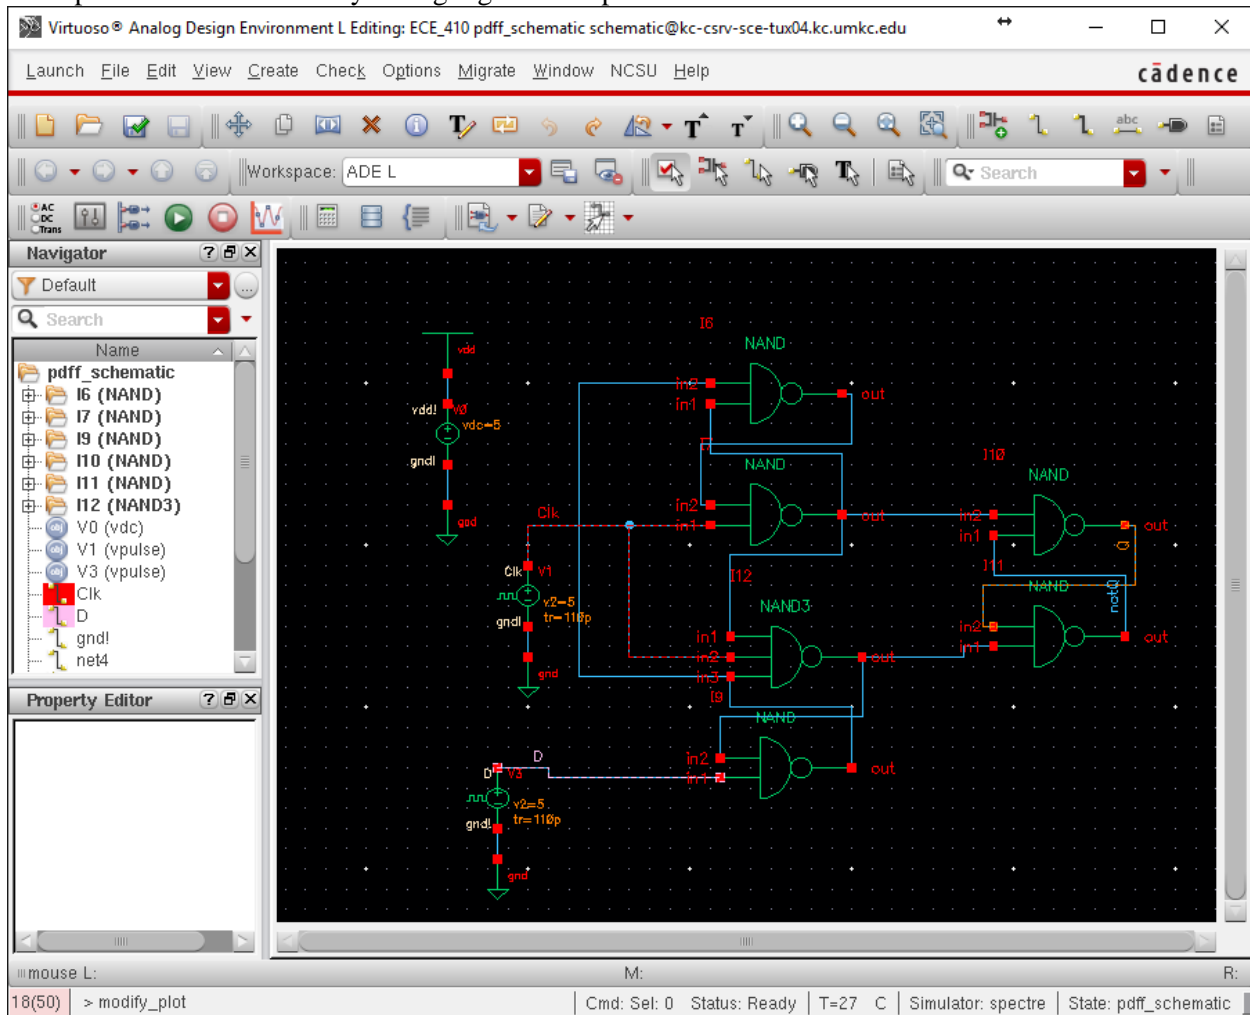 Virtuoso® Analog Design Environment L Editing: ECE_410 pdff_schematic schematic@kc-csrv-sce-tux04.kc.umkc.edu
Launch File Edit View Create Check Options Migrate Window NCSU Help cādence
abc
Workspace: ADE L Search
AC
DC
Trans
Navigator
Default
Search
Name
pdff_schematic
I6 (NAND)
I7 (NAND)
I9 (NAND)
I10 (NAND)
I11 (NAND)
I12 (NAND3)
V0 (vdc)
V1 (vpulse)
V3 (vpulse)
Clk
D
gnd!
net4
Property Editor
I6
NAND
in2
in1
out
vdd
vdd! V0
vdc=5
gnd!
gnd
NAND
in2
in1
out
Clk
Clk V1
v2=5
tr=110p
gnd!
gnd
I10
NAND
in2
in1
out
Q
I11
NAND
in2
in1
out
notQ
I12
NAND3
in1
in2
in3
out
I9
NAND
in2
in1
out
D
D V3
v2=5
tr=110p
gnd!
gnd
mouse L: M: R:
18(50) > modify_plot Cmd: Sel: 0 Status: Ready T=27 C Simulator: spectre State: pdff_schematic